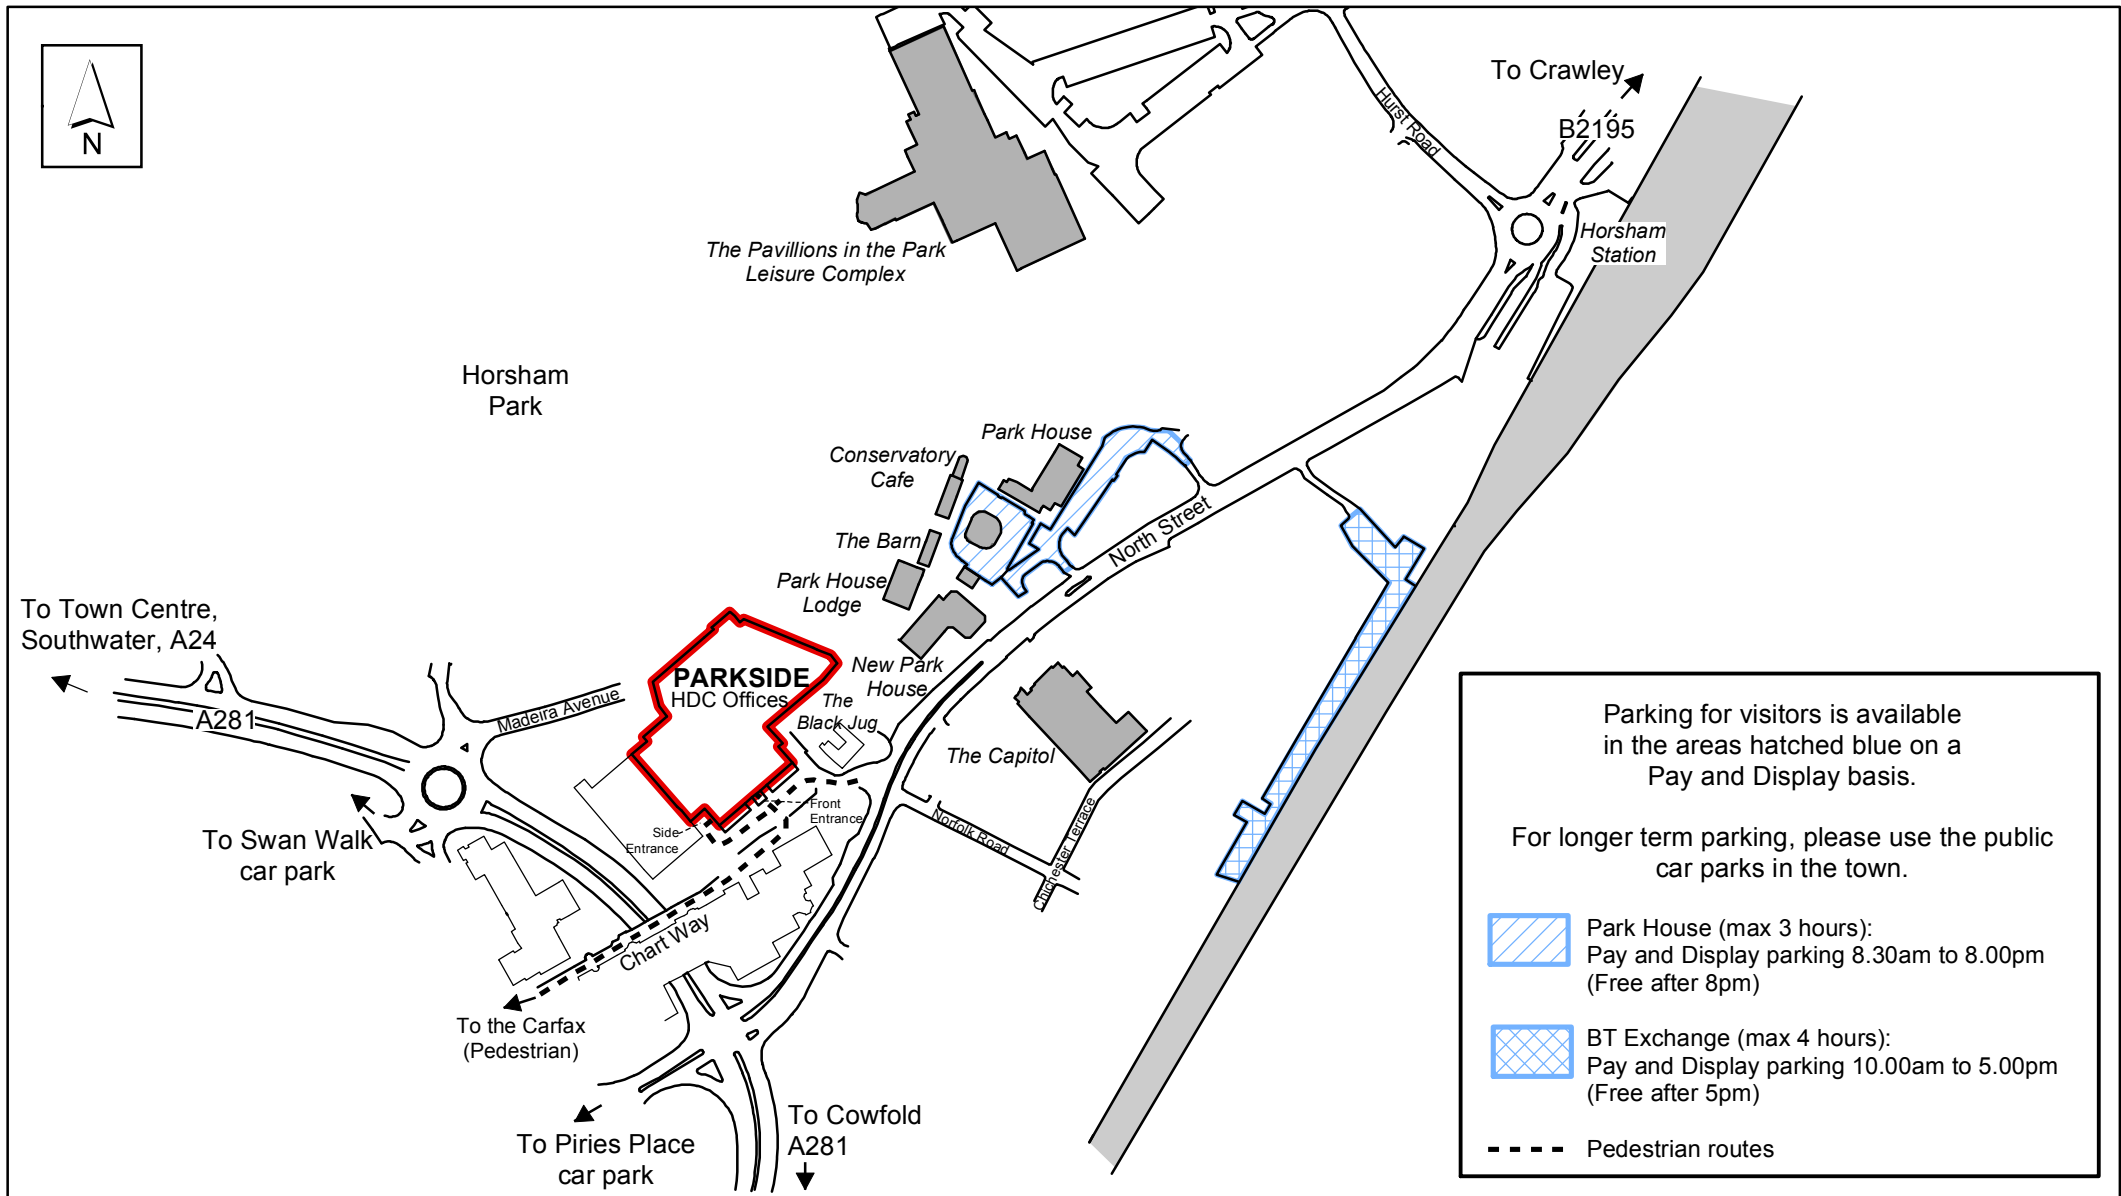 N
To Crawley
B2195
Hurst Road
Horsham
Station
The Pavillions in the Park
Leisure Complex
Horsham
Park
Park House
Conservatory
Cafe
North Street
The Barn
Park House
Lodge
To Town Centre,
Southwater, A24
A281
Madeira Avenue
PARKSIDE
HDC Offices
New Park
House
The
Black Jug
The Capitol
Front
Entrance
Side
Entrance
Norfolk Road
Chichester Terrace
To Swan Walk
car park
Chart Way
To the Carfax
(Pedestrian)
To Piries Place
car park
To Cowfold
A281
Parking for visitors is available
in the areas hatched blue on a
Pay and Display basis.
For longer term parking, please use the public
car parks in the town.
Park House (max 3 hours):
Pay and Display parking 8.30am to 8.00pm
(Free after 8pm)
BT Exchange (max 4 hours):
Pay and Display parking 10.00am to 5.00pm
(Free after 5pm)
Pedestrian routes